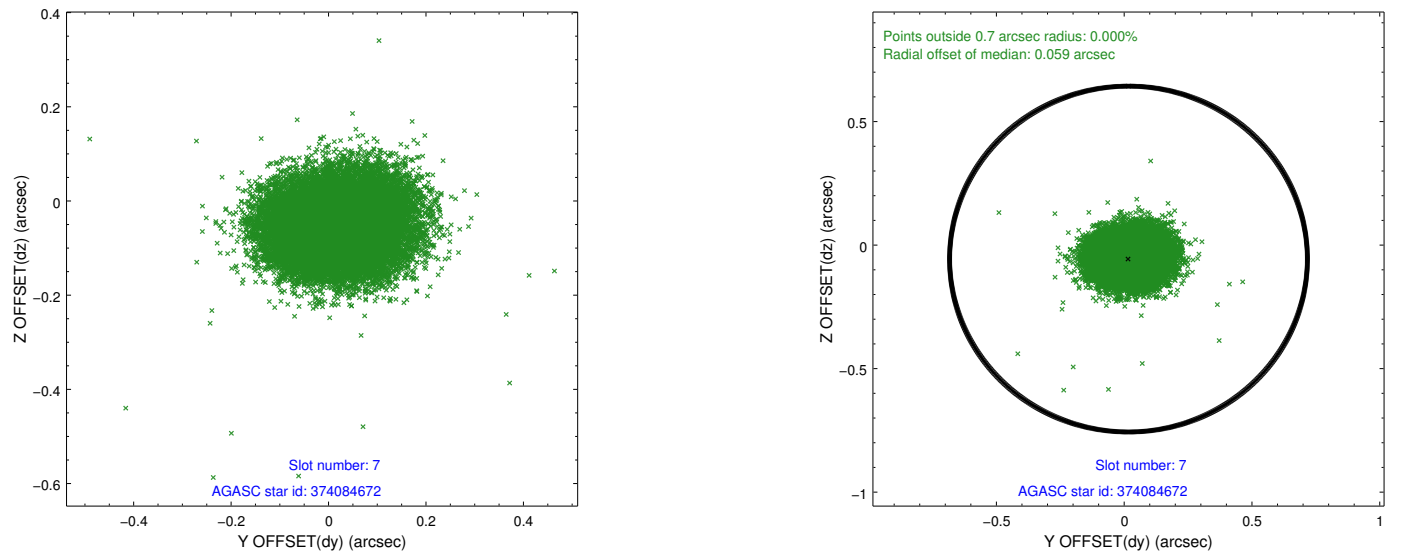 0.4
0.2
0
−0.2
−0.4
−0.6
Z OFFSET(dz) (arcsec)
Slot number: 7
AGASC star id: 374084672
−0.4
−0.2
0
0.2
0.4
Y OFFSET(dy) (arcsec)
Points outside 0.7 arcsec radius: 0.000%
Radial offset of median: 0.059 arcsec
0.5
0
−0.5
−1
Z OFFSET(dz) (arcsec)
Slot number: 7
AGASC star id: 374084672
−0.5
0
0.5
1
Y OFFSET(dy) (arcsec)